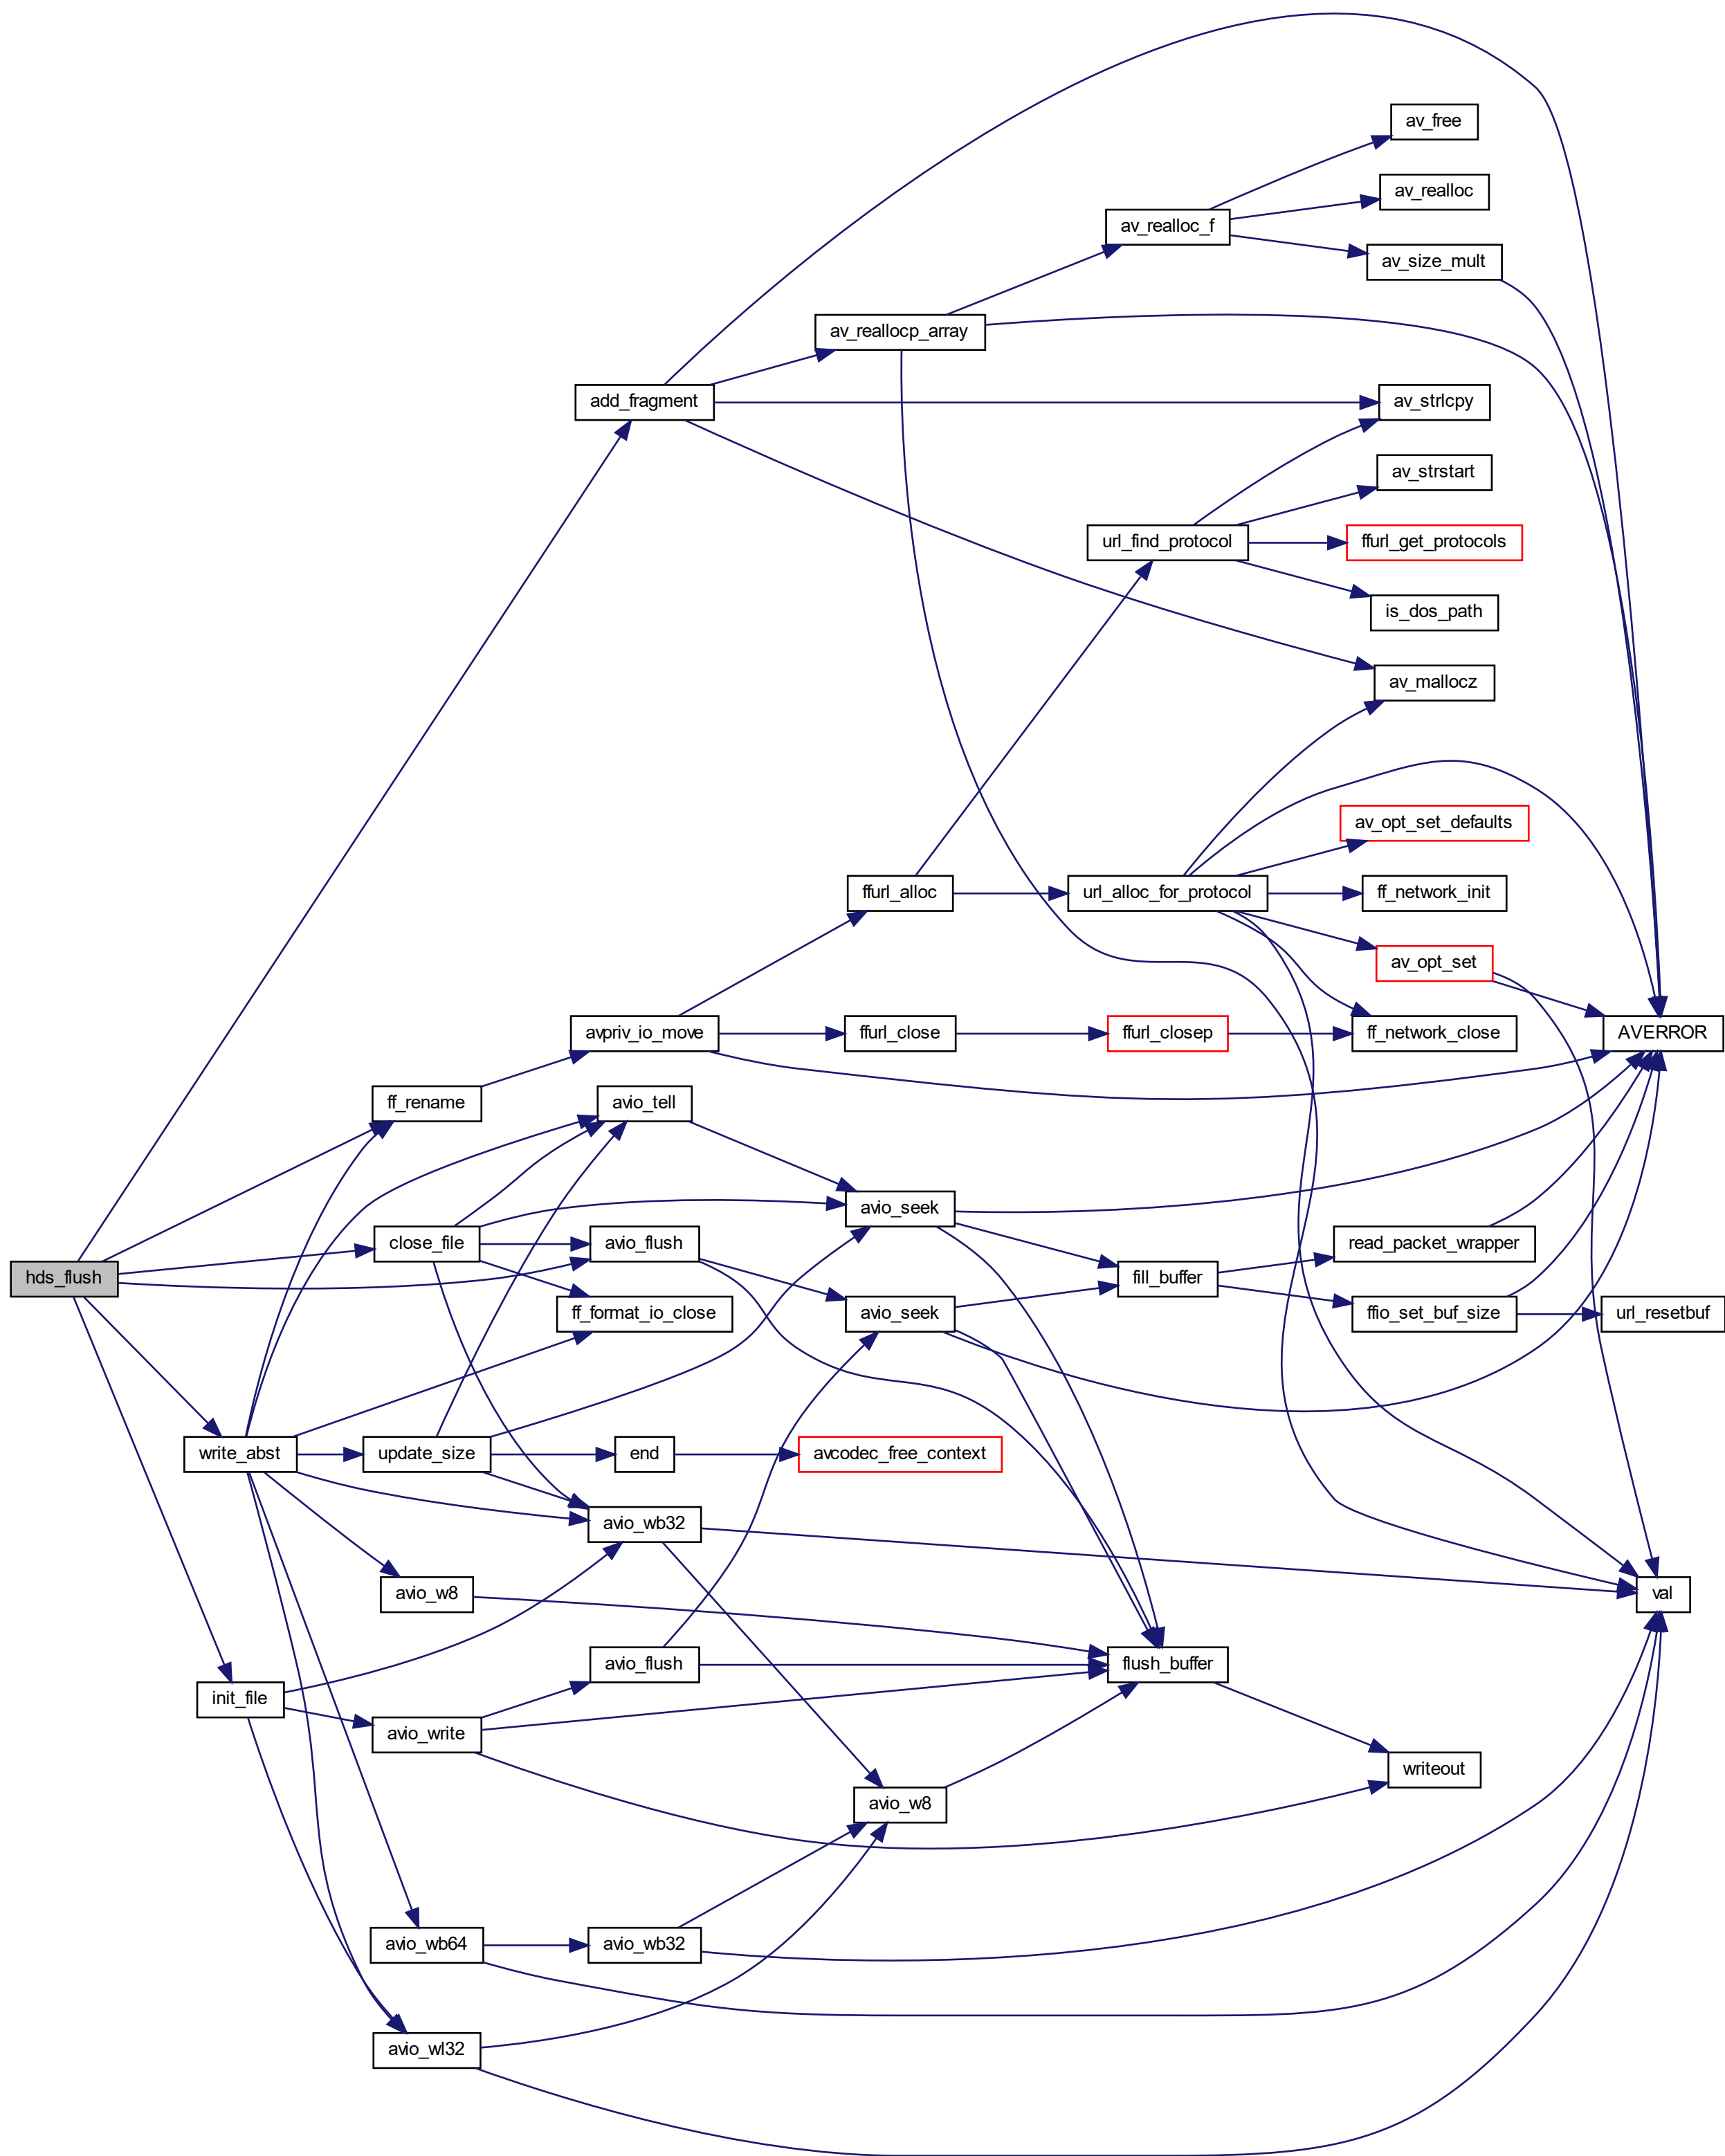 av_free
av_realloc
av_realloc_f
av_size_mult
av_reallocp_array
add_fragment
av_strlcpy
av_strstart
url_find_protocol
ffurl_get_protocols
is_dos_path
av_mallocz
av_opt_set_defaults
ffurl_alloc
url_alloc_for_protocol
ff_network_init
av_opt_set
avpriv_io_move
ffurl_close
ffurl_closep
ff_network_close
AVERROR
ff_rename
avio_tell
avio_seek
close_file
avio_flush
read_packet_wrapper
hds_flush
fill_buffer
ff_format_io_close
avio_seek
ffio_set_buf_size
url_resetbuf
write_abst
update_size
end
avcodec_free_context
avio_wb32
avio_w8
val
avio_flush
flush_buffer
init_file
avio_write
writeout
avio_w8
avio_wb64
avio_wb32
avio_wl32